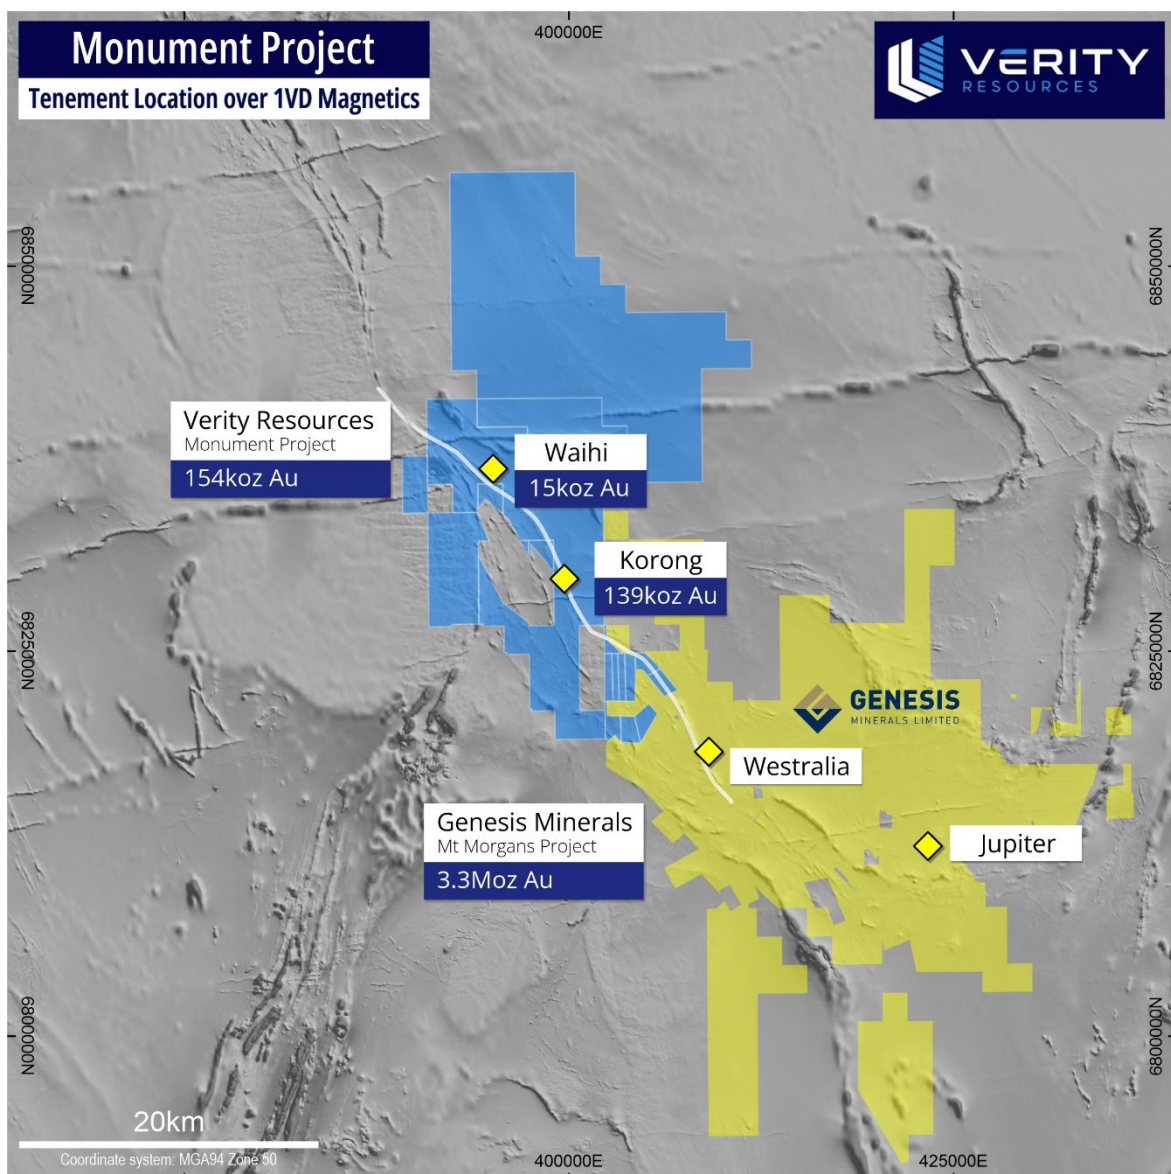 Monument Project
Tenement Location over 1VD Magnetics
400000E
VERITY
RESOURCES
6850000N
6850000N
Verity Resources
Monument Project
154koz Au
Waihi
15koz Au
Korong
139koz Au
6825000N
6825000N
GENESIS
MINERALS LIMITED
Westralia
Genesis Minerals
Mt Morgans Project
3.3Moz Au
Jupiter
6800000N
6800000N
20km
Coordinate system: MGA94 Zone 50
400000E
425000E